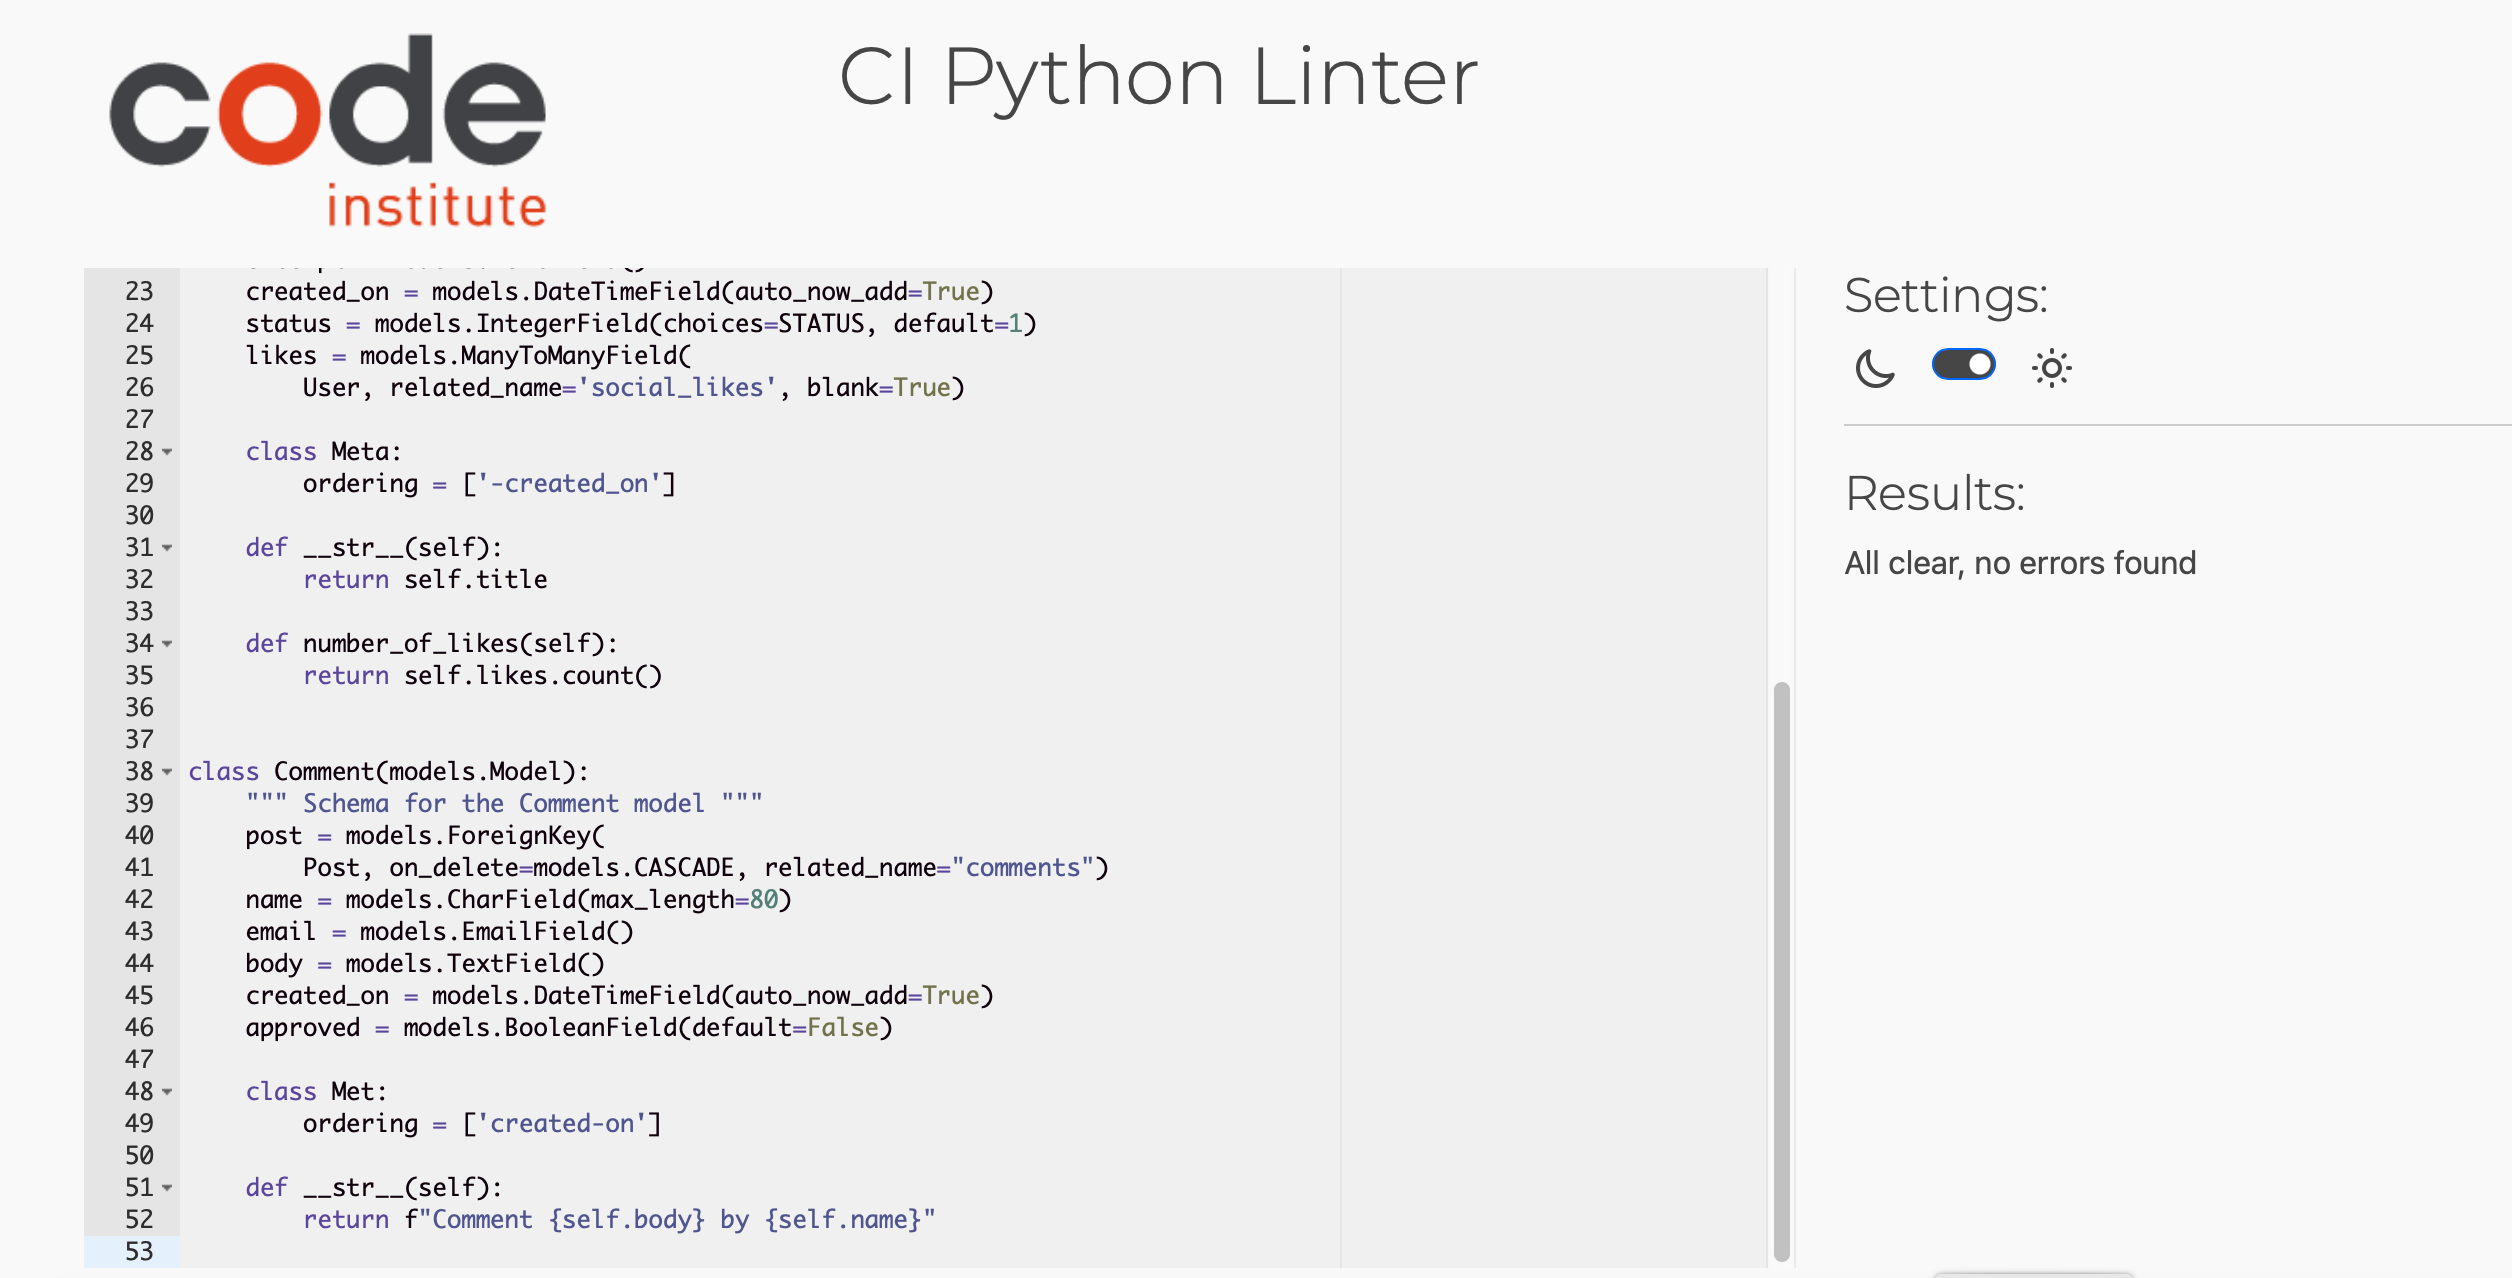 code
institute
CI Python Linter
23 created_on = models.DateTimeField(auto_now_add=True)
24 status = models.IntegerField(choices=STATUS, default=1)
25 likes = models.ManyToManyField(
26 User, related_name='social_likes', blank=True)
27
28 class Meta:
29 ordering = ['-created_on']
30
31 def __str__(self):
32 return self.title
33
34 def number_of_likes(self):
35 return self.likes.count()
36
37
38 class Comment(models.Model):
39 """ Schema for the Comment model """
40 post = models.ForeignKey(
41 Post, on_delete=models.CASCADE, related_name="comments")
42 name = models.CharField(max_length=80)
43 email = models.EmailField()
44 body = models.TextField()
45 created_on = models.DateTimeField(auto_now_add=True)
46 approved = models.BooleanField(default=False)
47
48 class Met:
49 ordering = ['created-on']
50
51 def __str__(self):
52 return f"Comment {self.body} by {self.name}"
53
Settings:
Results:
All clear, no errors found